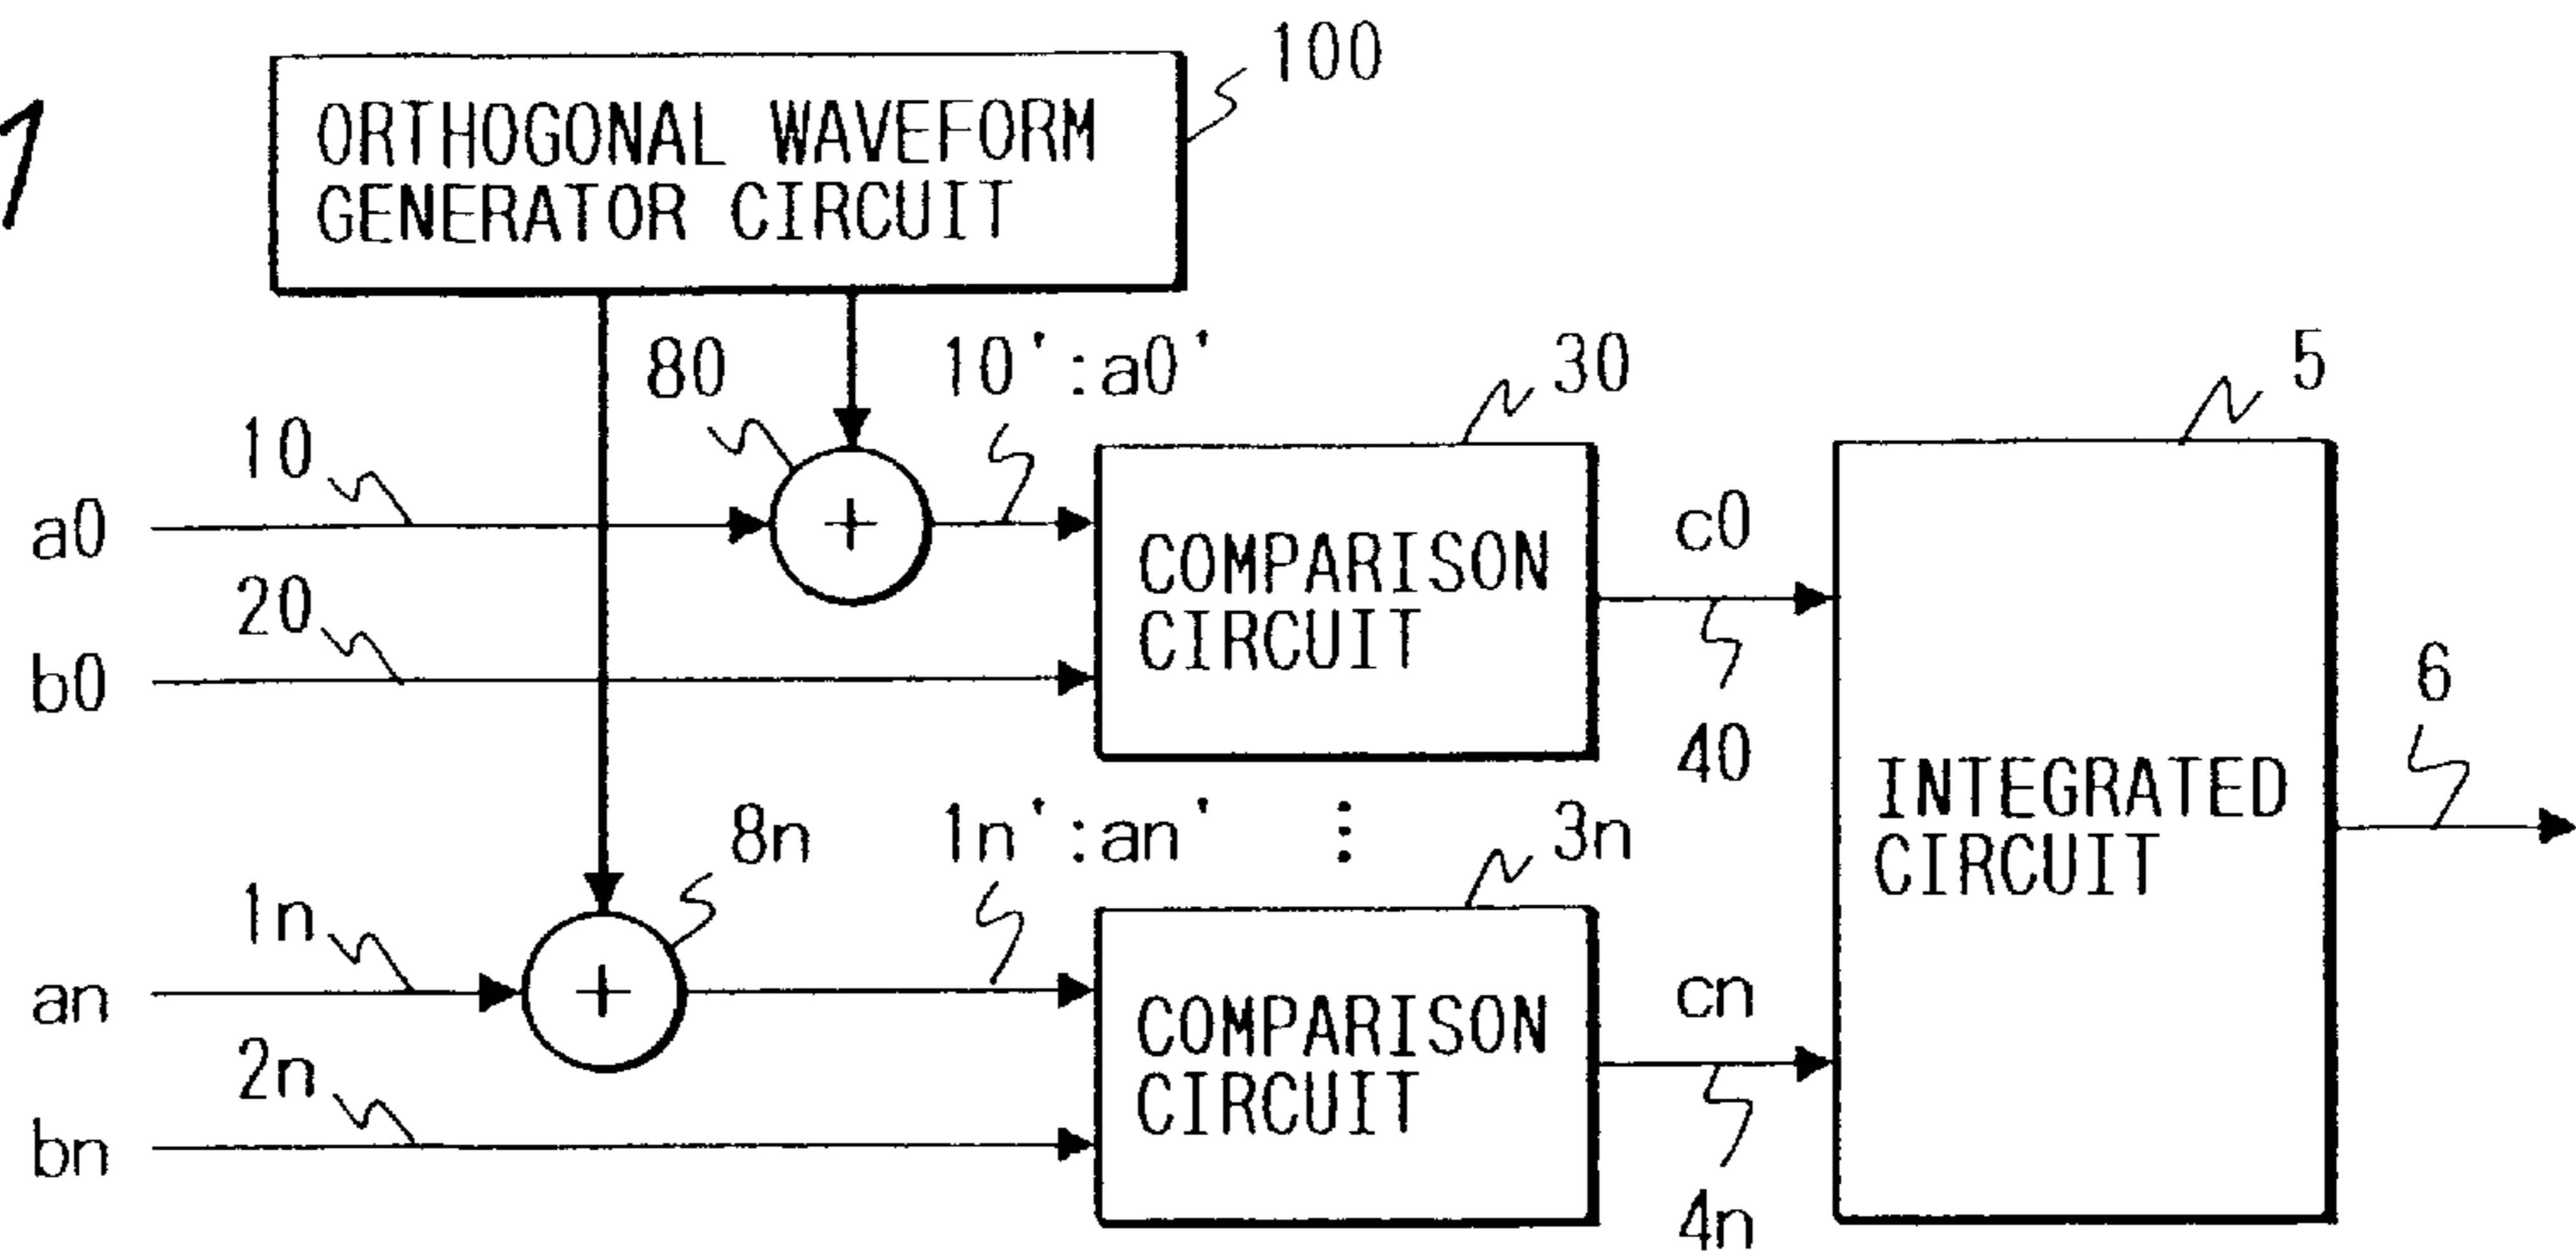 1
100
ORTHOGONAL WAVEFORM
GENERATOR CIRCUIT
80
10':a0'
30
5
10
a0
COMPARISON
CIRCUIT
c0
20
b0
40
6
INTEGRATED
CIRCUIT
8n
1n':an'
3n
1n
an
COMPARISON
CIRCUIT
cn
2n
bn
4n